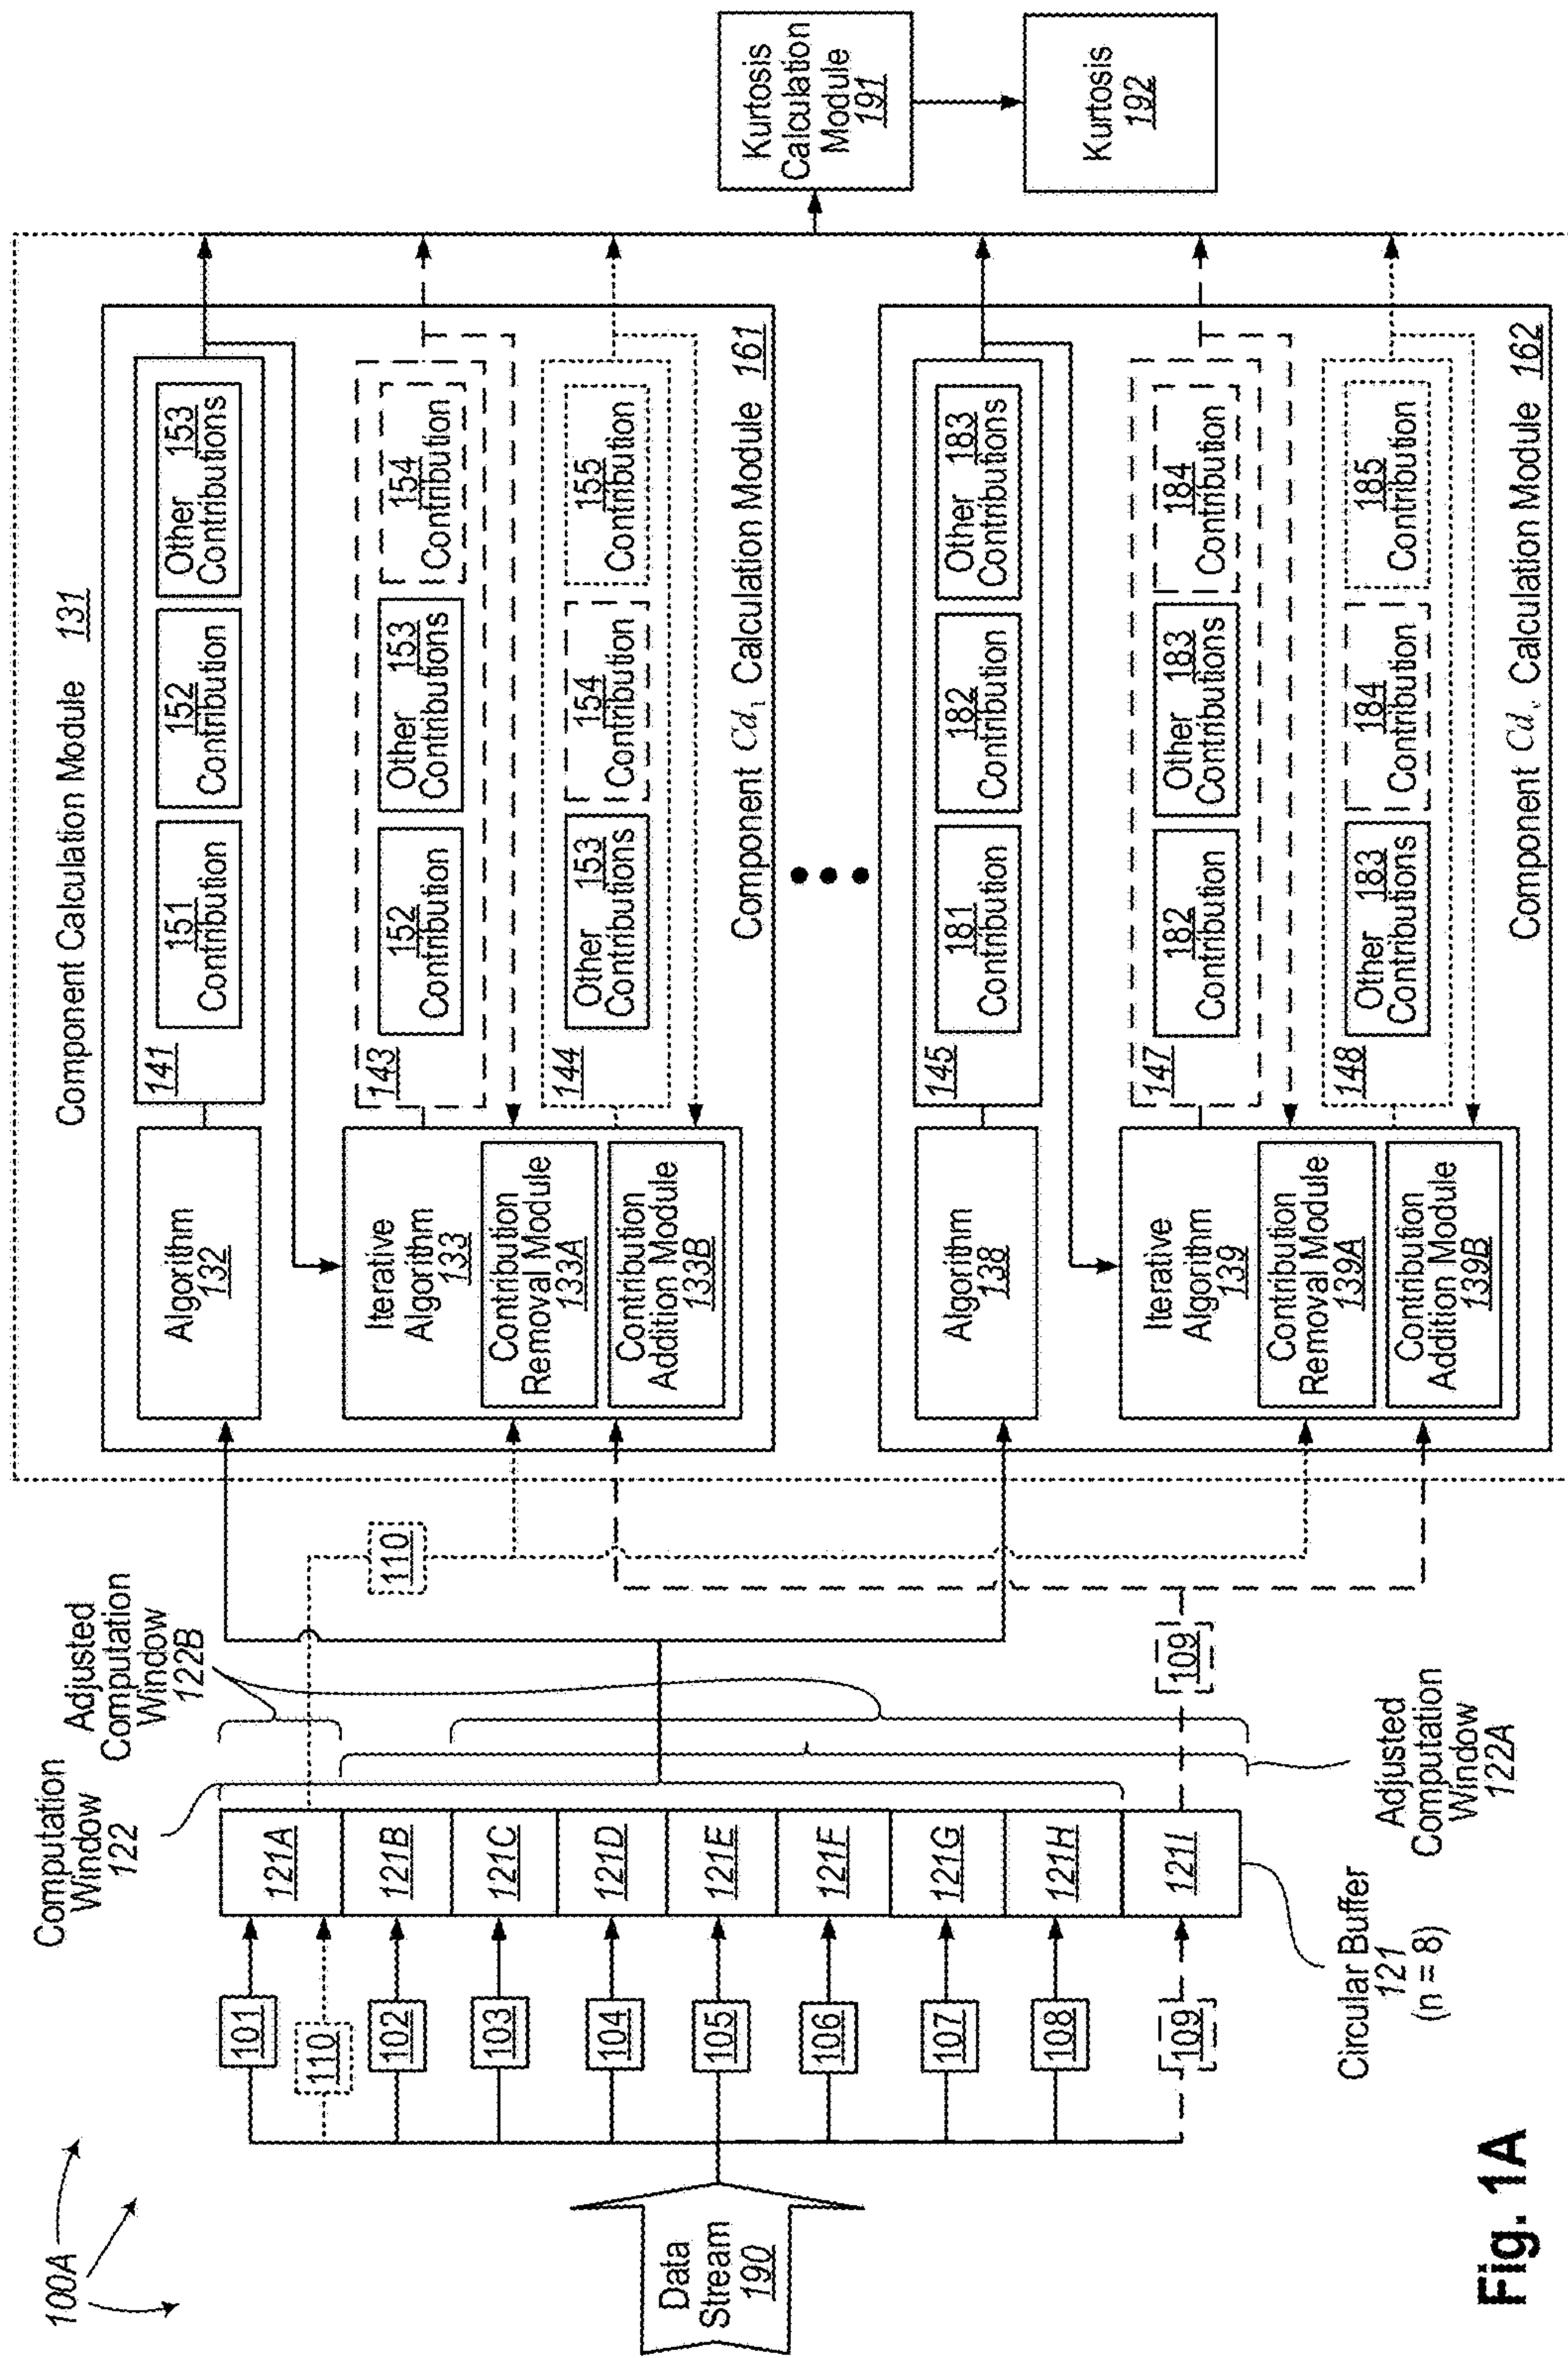 100A
Data
Stream
190
101
110
102
103
104
105
106
107
108
109
Computation
Window
122
121A
121B
121C
121D
121E
121F
121G
121H
121I
Circular Buffer
121
(n = 8)
Adjusted
Computation
Window
122B
Adjusted
Computation
Window
122A
110
109
Component Calculation Module 131
Algorithm
132
141
151
Contribution
152
Contribution
Other 153
Contributions
Iterative
Algorithm
133
Contribution
Removal Module
133A
Contribution
Addition Module
133B
143
152
Contribution
Other 153
Contributions
154
Contribution
144
Other 153
Contributions
154
Contribution
155
Contribution
Component Cd1 Calculation Module 161
Algorithm
138
145
181
Contribution
182
Contribution
Other 183
Contributions
Iterative
Algorithm
139
Contribution
Removal Module
139A
Contribution
Addition Module
139B
147
182
Contribution
Other 183
Contributions
184
Contribution
148
Other 183
Contributions
184
Contribution
185
Contribution
Component Cd Calculation Module 162
Kurtosis
Calculation
Module
191
Kurtosis
192
Fig. 1A